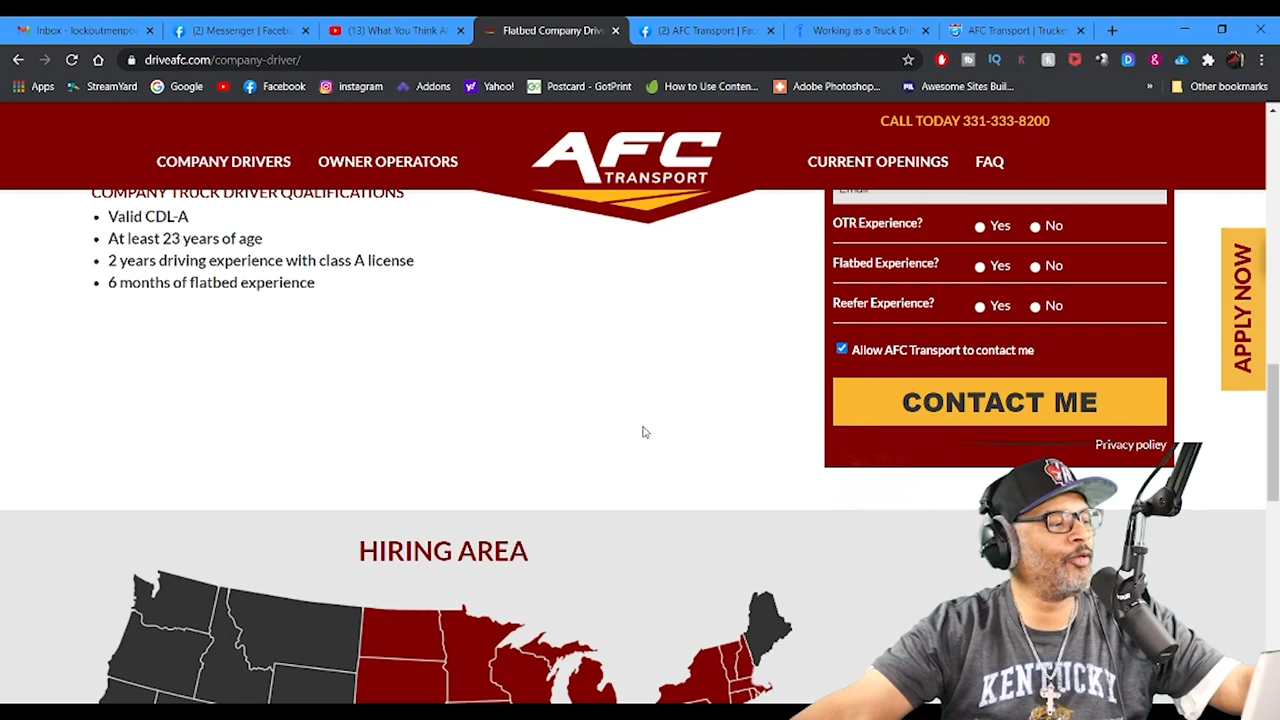 Inbox - lockoutmenpo
(2) Messenger | Faceb
(13) What You Think A
Flatbed Company Driv
(2) AFC Transport | Fac
Working as a Truck Dr
AFC Transport | Trucke
driveafc.com/company-driver/
Apps
StreamYard
Google
Facebook
instagram
Addons
Yahoo!
Postcard - GotPrint
How to Use Conten...
Adobe Photoshop...
Awesome Sites Buil...
Other bookmarks
CALL TODAY 331-333-8200
COMPANY DRIVERS
OWNER OPERATORS
AFC
TRANSPORT
CURRENT OPENINGS
FAQ
COMPANY TRUCK DRIVER QUALIFICATIONS
• Valid CDL-A
• At least 23 years of age
• 2 years driving experience with class A license
• 6 months of flatbed experience
Email
OTR Experience? Yes No
Flatbed Experience? Yes No
Reefer Experience? Yes No
Allow AFC Transport to contact me
CONTACT ME
Privacy policy
APPLY NOW
HIRING AREA
KENTUCKY